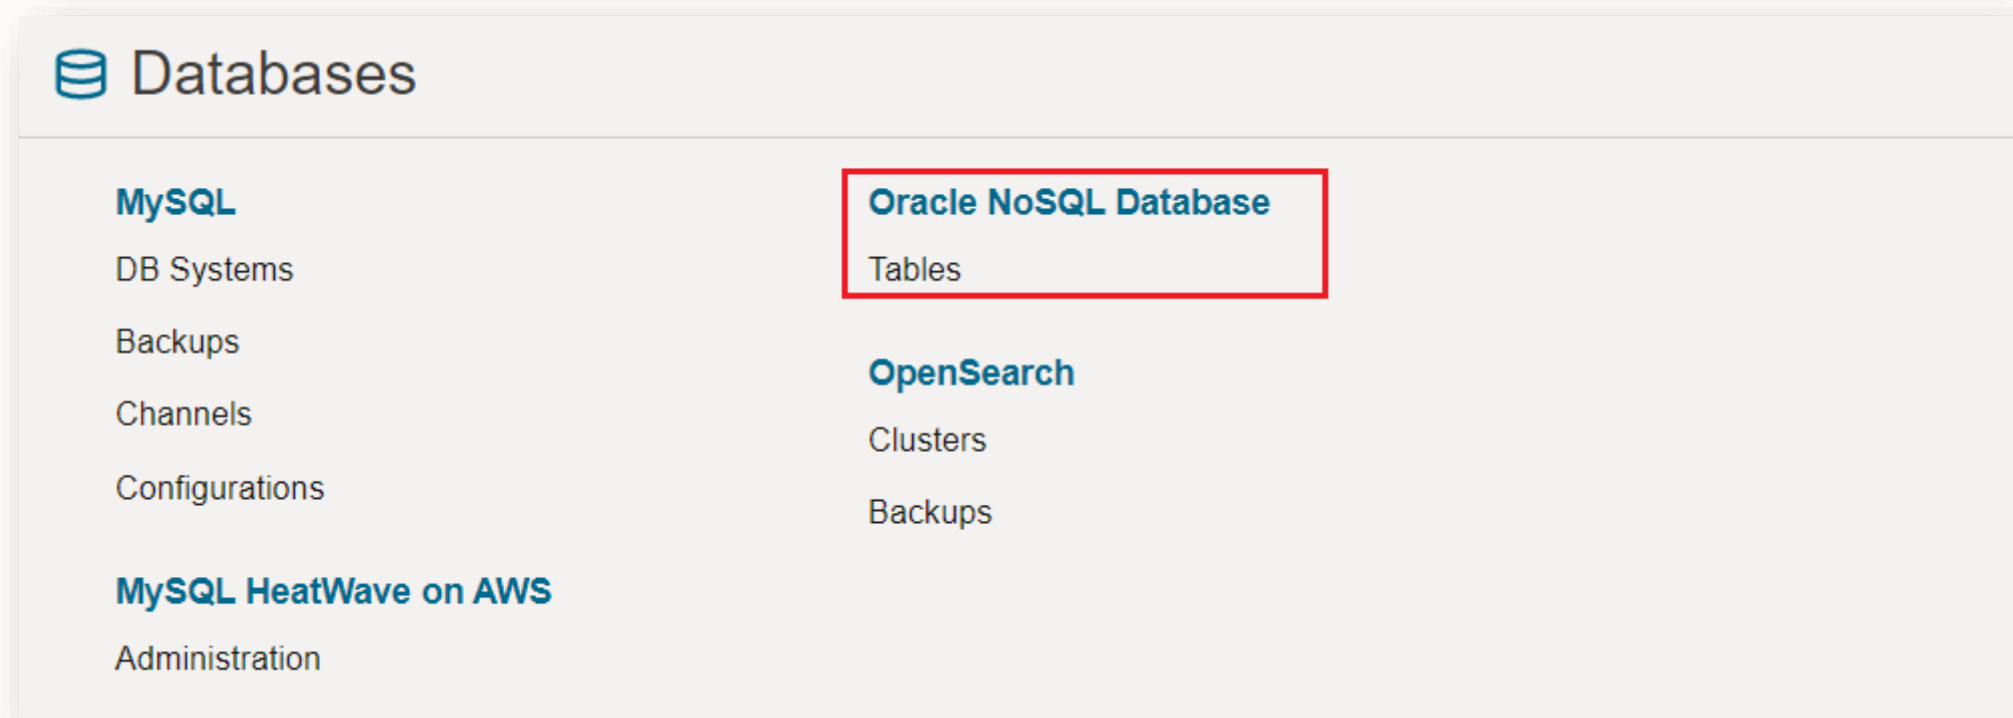 Databases
MySQL
DB Systems
Backups
Channels
Configurations
MySQL HeatWave on AWS
Administration
Oracle NoSQL Database
Tables
OpenSearch
Clusters
Backups